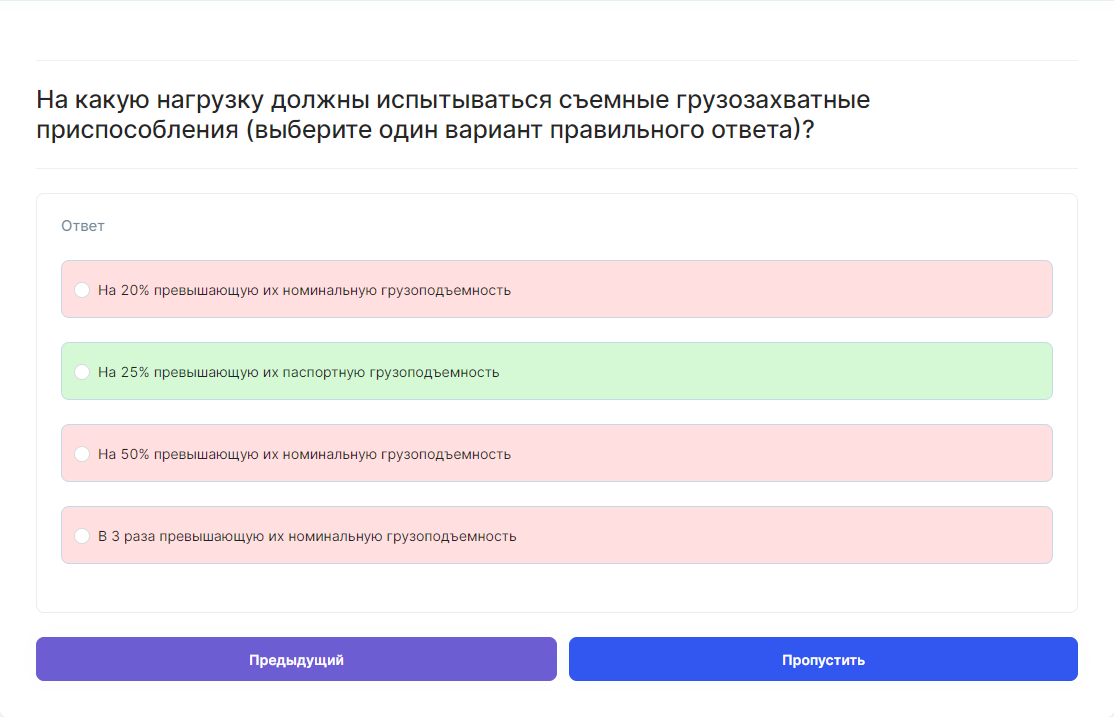 На какую нагрузку должны испытываться съемные грузозахватные
приспособления (выберите один вариант правильного ответа)?
Ответ
На 20% превышающую их номинальную грузоподъемность
На 25% превышающую их паспортную грузоподъемность
На 50% превышающую их номинальную грузоподъемность
В 3 раза превышающую их номинальную грузоподъемность
Предыдущий
Пропустить